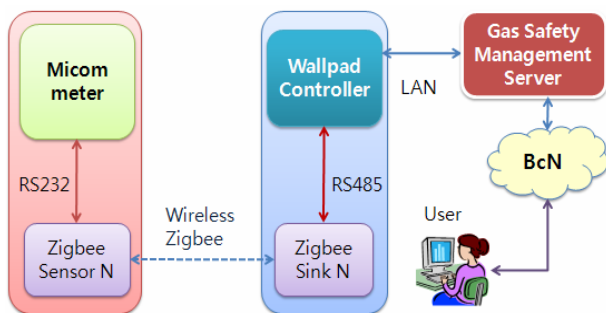 Micom
meter
RS232
Zigbee
Sensor N
Wireless
Zigbee
Wallpad
Controller
RS485
Zigbee
Sink N
LAN
Gas Safety
Management
Server
BcN
User